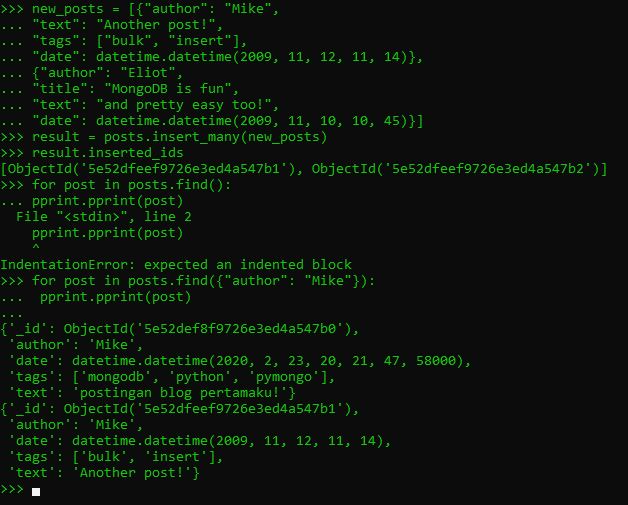 >>> new_posts = [{"author": "Mike",
... "text": "Another post!",
... "tags": ["bulk", "insert"],
... "date": datetime.datetime(2009, 11, 12, 11, 14)},
... {"author": "Eliot",
... "title": "MongoDB is fun",
... "text": "and pretty easy too!",
... "date": datetime.datetime(2009, 11, 10, 10, 45)}]
>>> result = posts.insert_many(new_posts)
>>> result.inserted_ids
[ObjectId('5e52dfeef9726e3ed4a547b1'), ObjectId('5e52dfeef9726e3ed4a547b2')]
>>> for post in posts.find():
... pprint.pprint(post)
  File "<stdin>", line 2
    pprint.pprint(post)
    ^
IndentationError: expected an indented block
>>> for post in posts.find({"author": "Mike"}):
...  pprint.pprint(post)
...
{'_id': ObjectId('5e52def8f9726e3ed4a547b0'),
 'author': 'Mike',
 'date': datetime.datetime(2020, 2, 23, 20, 21, 47, 58000),
 'tags': ['mongodb', 'python', 'pymongo'],
 'text': 'postingan blog pertamaku!'}
{'_id': ObjectId('5e52dfeef9726e3ed4a547b1'),
 'author': 'Mike',
 'date': datetime.datetime(2009, 11, 12, 11, 14),
 'tags': ['bulk', 'insert'],
 'text': 'Another post!'}
>>>